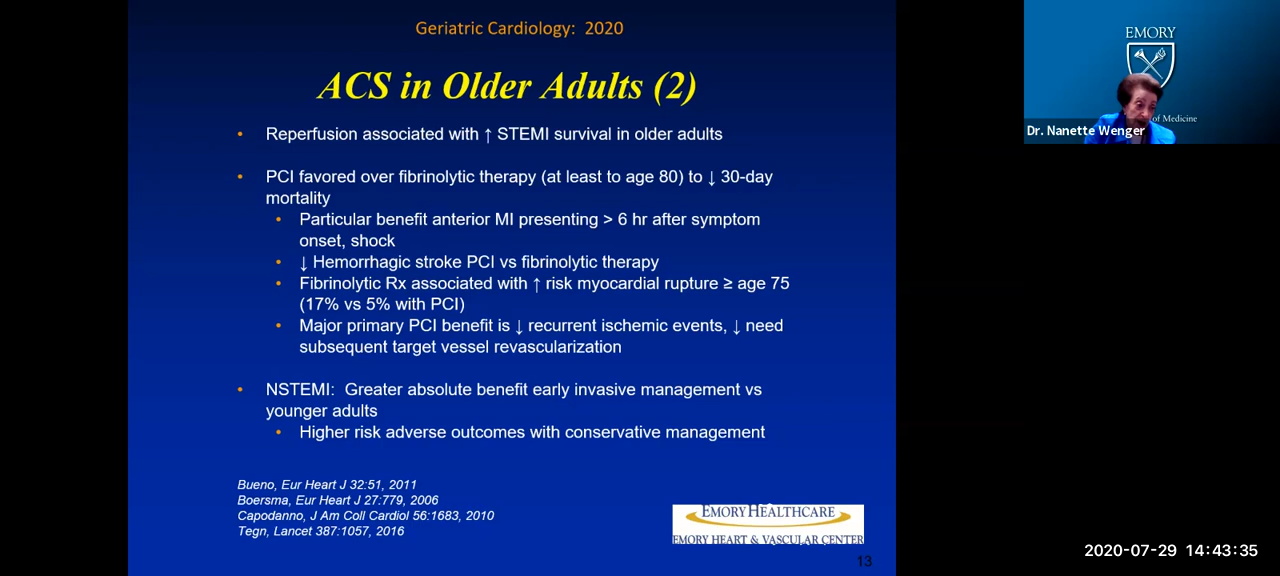 Geriatric Cardiology: 2020
ACS in Older Adults (2)
• Reperfusion associated with ↑ STEMI survival in older adults
• PCI favored over fibrinolytic therapy (at least to age 80) to ↓ 30-day
mortality
• Particular benefit anterior MI presenting > 6 hr after symptom
onset, shock
• ↓ Hemorrhagic stroke PCI vs fibrinolytic therapy
• Fibrinolytic Rx associated with ↑ risk myocardial rupture ≥ age 75
(17% vs 5% with PCI)
• Major primary PCI benefit is ↓ recurrent ischemic events, ↓ need
subsequent target vessel revascularization
• NSTEMI: Greater absolute benefit early invasive management vs
younger adults
• Higher risk adverse outcomes with conservative management
Bueno, Eur Heart J 32:51, 2011
Boersma, Eur Heart J 27:779, 2006
Capodanno, J Am Coll Cardiol 56:1683, 2010
Tegn, Lancet 387:1057, 2016
EMORY HEALTHCARE
EMORY HEART & VASCULAR CENTER
13
EMORY
of Medicine
Dr. Nanette Wenger
2020-07-29 14:43:35